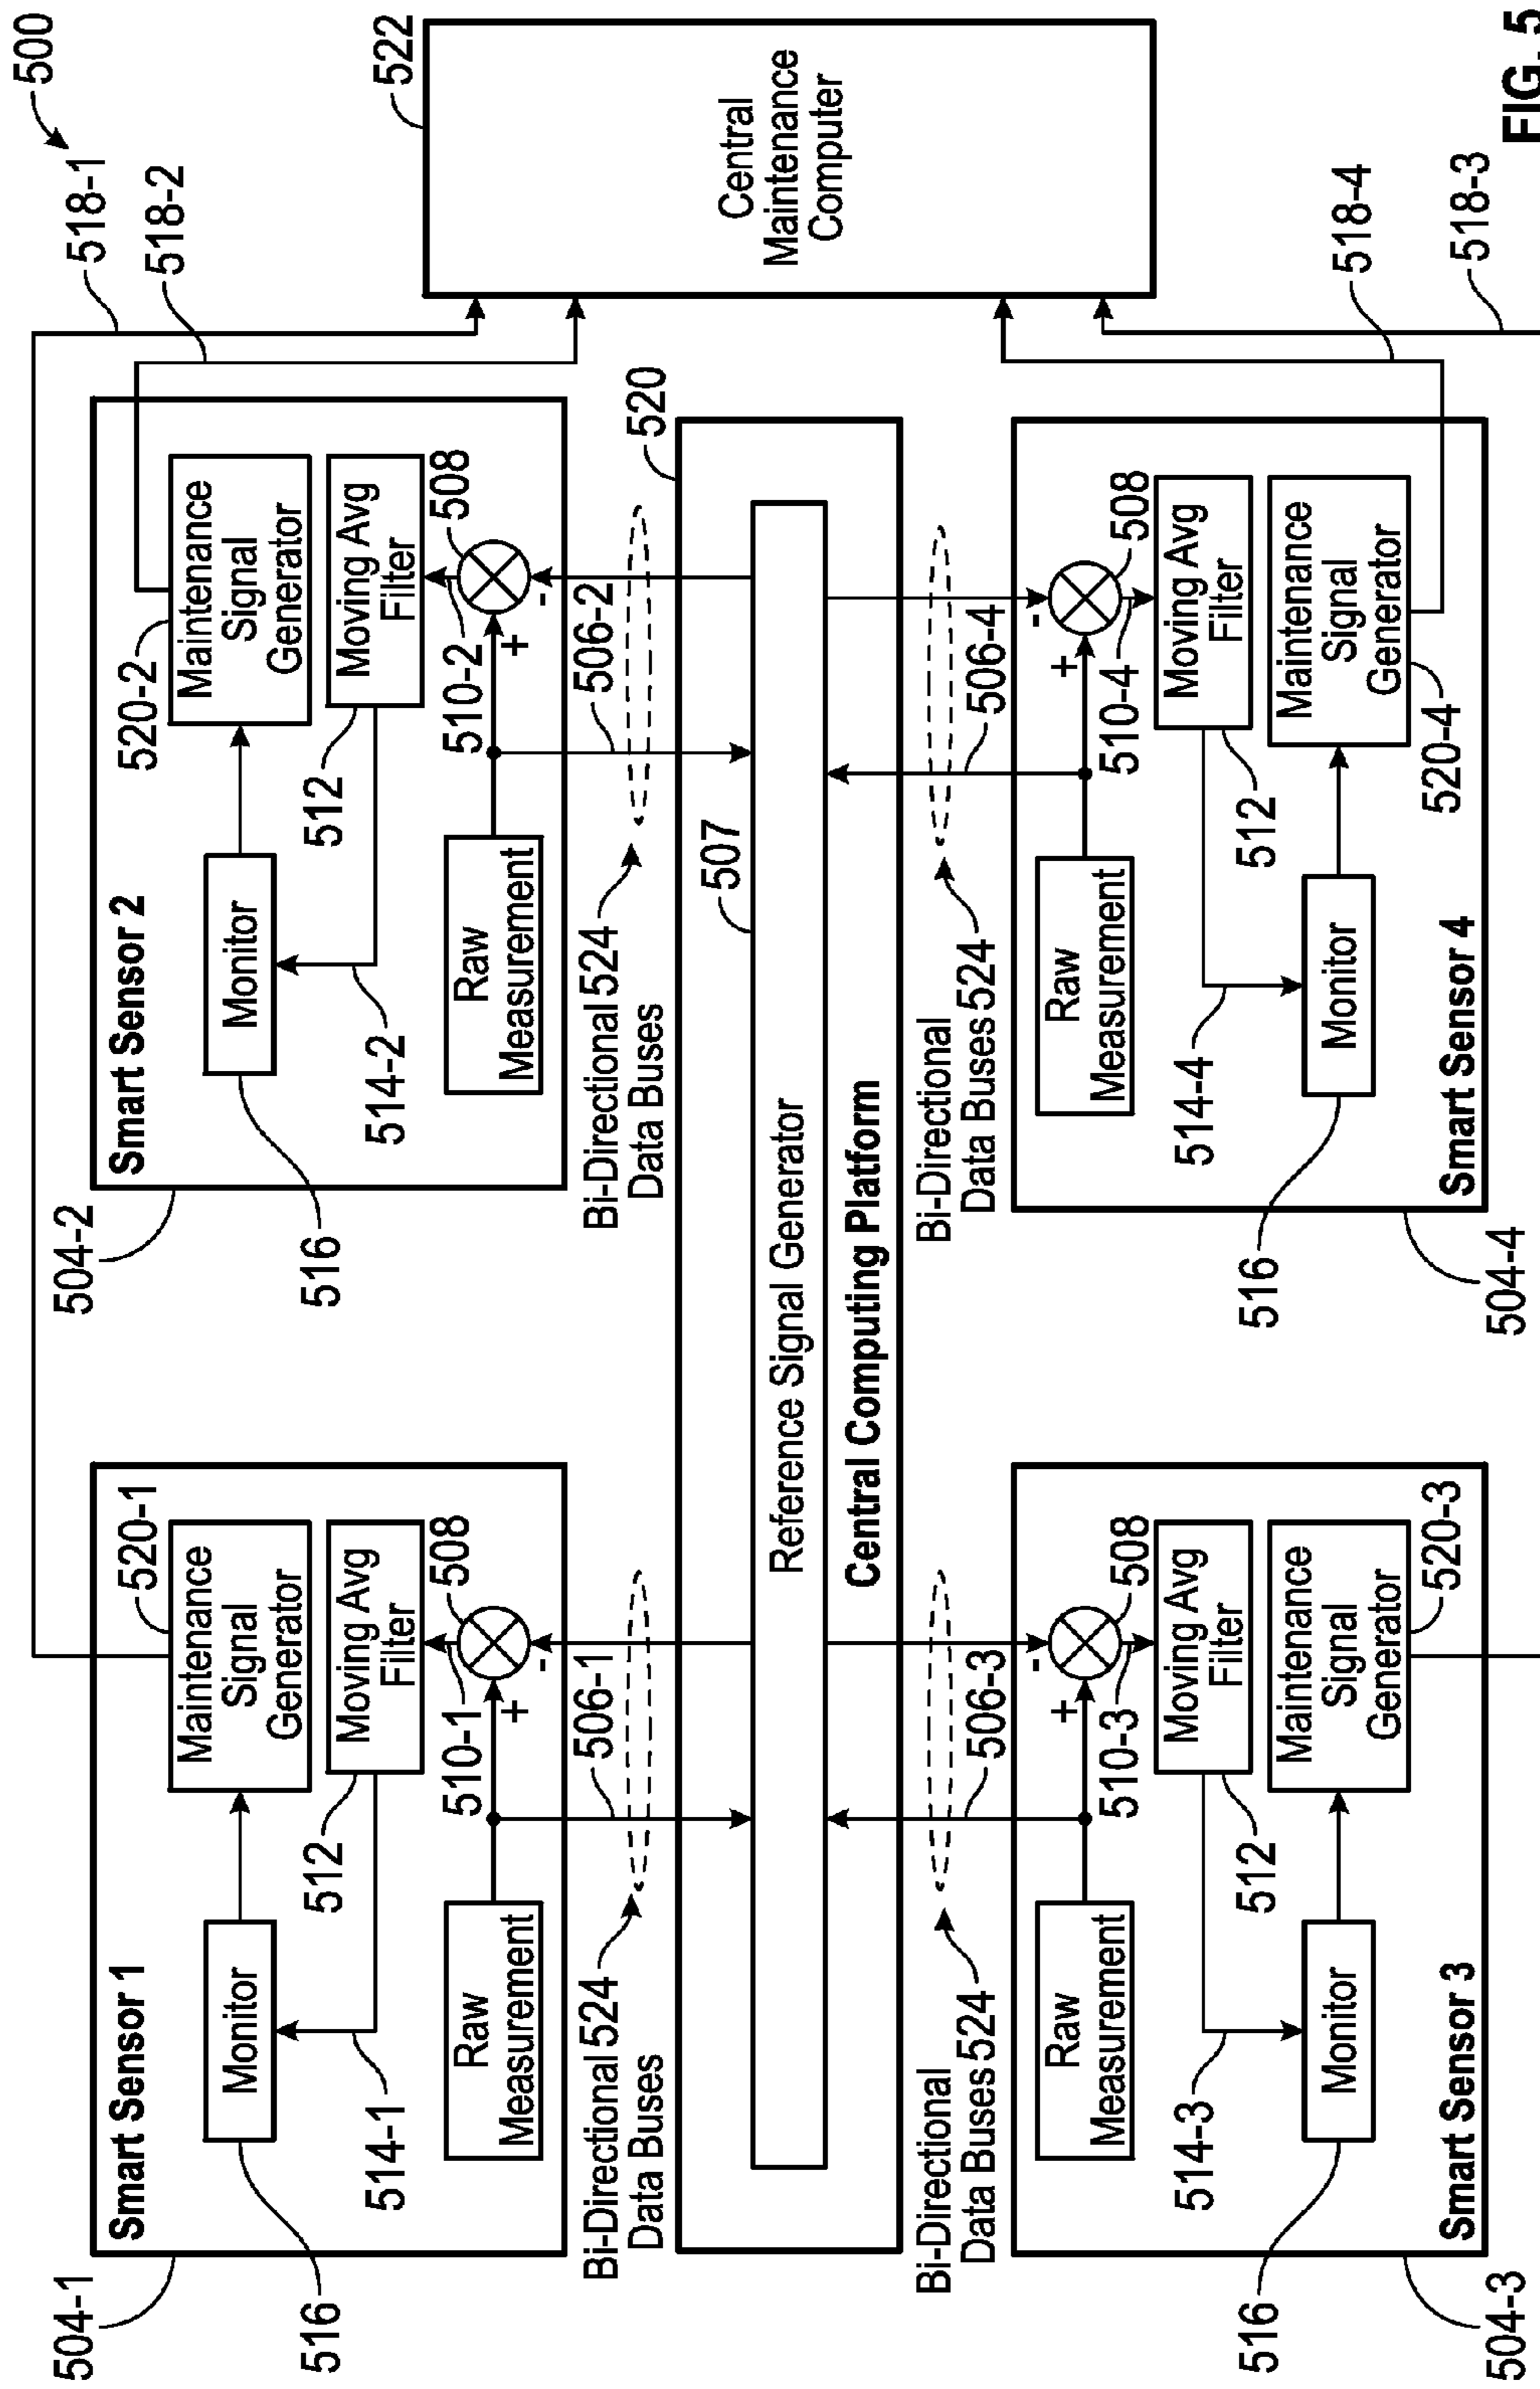 500
518-1
518-2
504-1
Smart Sensor 1
516
Monitor
514-1
512
520-1
Maintenance
Signal
Generator
Moving Avg
Filter
508
510-1
+
-
Raw
Measurement
506-1
Bi-Directional 524
Data Buses
504-2
Smart Sensor 2
516
Monitor
514-2
512
520-2
Maintenance
Signal
Generator
Moving Avg
Filter
508
510-2
+
-
Raw
Measurement
506-2
Bi-Directional 524
Data Buses
520
507
Reference Signal Generator
Central Computing Platform
522
Central
Maintenance
Computer
Bi-Directional
Data Buses 524
506-3
Raw
Measurement
+
-
508
510-3
Moving Avg
Filter
512
514-3
Monitor
516
Maintenance
Signal
Generator
520-3
Smart Sensor 3
504-3
Bi-Directional
Data Buses 524
506-4
Raw
Measurement
+
-
508
510-4
Moving Avg
Filter
512
514-4
Monitor
516
Maintenance
Signal
Generator
520-4
Smart Sensor 4
504-4
518-4
518-3
FIG. 5